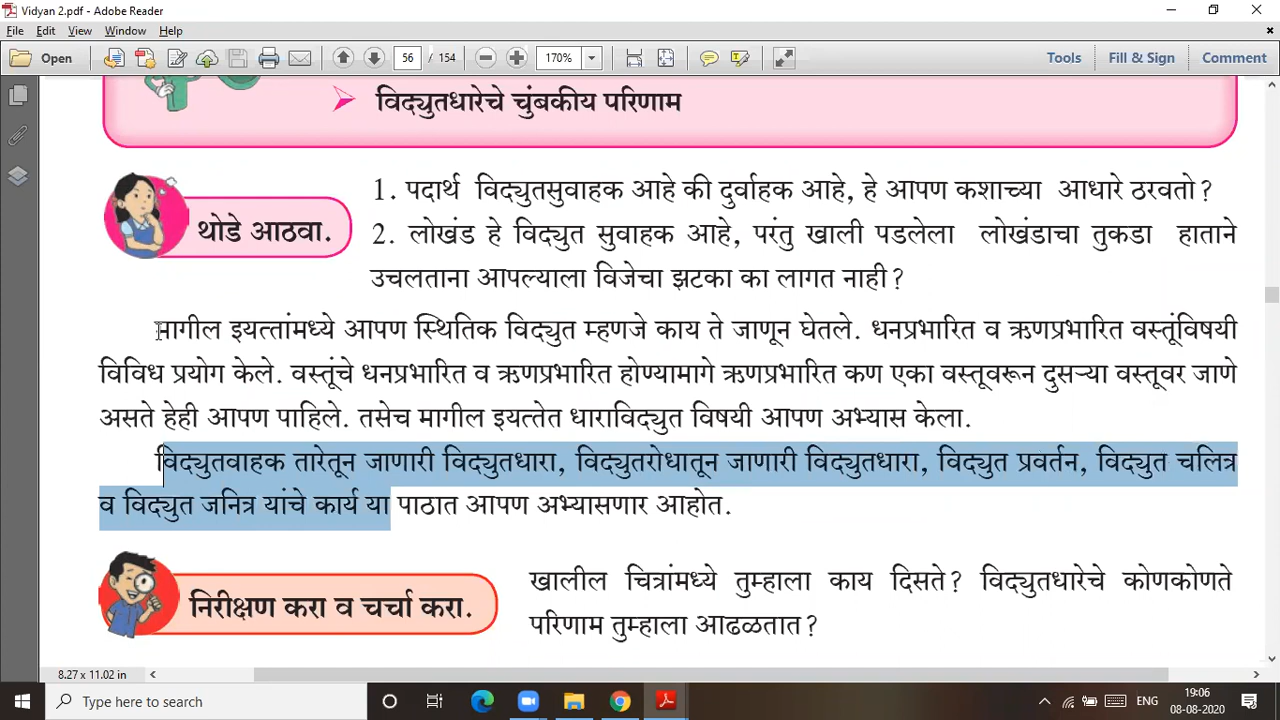 Vidyan 2.pdf - Adobe Reader
File Edit View Window Help
Open 56 / 154 170% Tools Fill & Sign Comment
विद्युतधारेचे चुंबकीय परिणाम
थोडे आठवा.
1. पदार्थ विद्युतसुवाहक आहे की दुर्वाहक आहे, हे आपण कशाच्या आधारे ठरवतो ?
2. लोखंड हे विद्युत सुवाहक आहे, परंतु खाली पडलेला लोखंडाचा तुकडा हाताने
उचलताना आपल्याला विजेचा झटका का लागत नाही ?
मागील इयत्तांमध्ये आपण स्थितिक विद्युत म्हणजे काय ते जाणून घेतले. धनप्रभारित व ऋणप्रभारित वस्तूंविषयी
विविध प्रयोग केले. वस्तूंचे धनप्रभारित व ऋणप्रभारित होण्यामागे ऋणप्रभारित कण एका वस्तूवरून दुसऱ्या वस्तूवर जाणे
असते हेही आपण पाहिले. तसेच मागील इयत्तेत धाराविद्युत विषयी आपण अभ्यास केला.
विद्युतवाहक तारेतून जाणारी विद्युतधारा, विद्युतरोधातून जाणारी विद्युतधारा, विद्युत प्रवर्तन, विद्युत चलित्र
व विद्युत जनित्र यांचे कार्य या पाठात आपण अभ्यासणार आहोत.
निरीक्षण करा व चर्चा करा.
खालील चित्रांमध्ये तुम्हाला काय दिसते ? विद्युतधारेचे कोणकोणते
परिणाम तुम्हाला आढळतात ?
8.27 x 11.02 in
Type here to search
ENG
19:06
08-08-2020